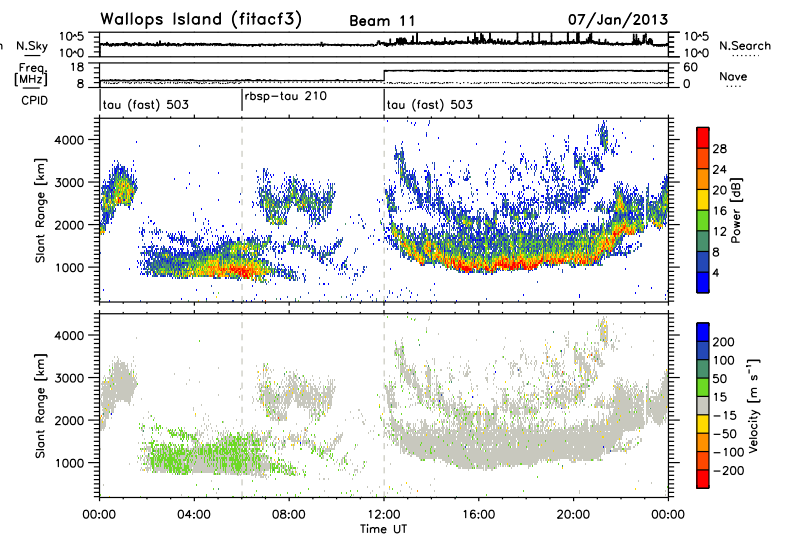 Wallops Island (fitacf3) Beam 11 07/Jan/2013
n N.Sky 10^5 10^0 10^5 10^0 N.Search
Freq. [MHz] 18 8 60 0 Nave
CPID tau (fast) 503 rbsp-tau 210 tau (fast) 503
Slant Range [km]
4000
3000
2000
1000
28
24
20
16
12
8
4
Power [dB]
Slant Range [km]
4000
3000
2000
1000
200
100
50
15
-15
-50
-100
-200
Velocity [m s^-1]
00:00 04:00 08:00 12:00 16:00 20:00 00:00
Time UT